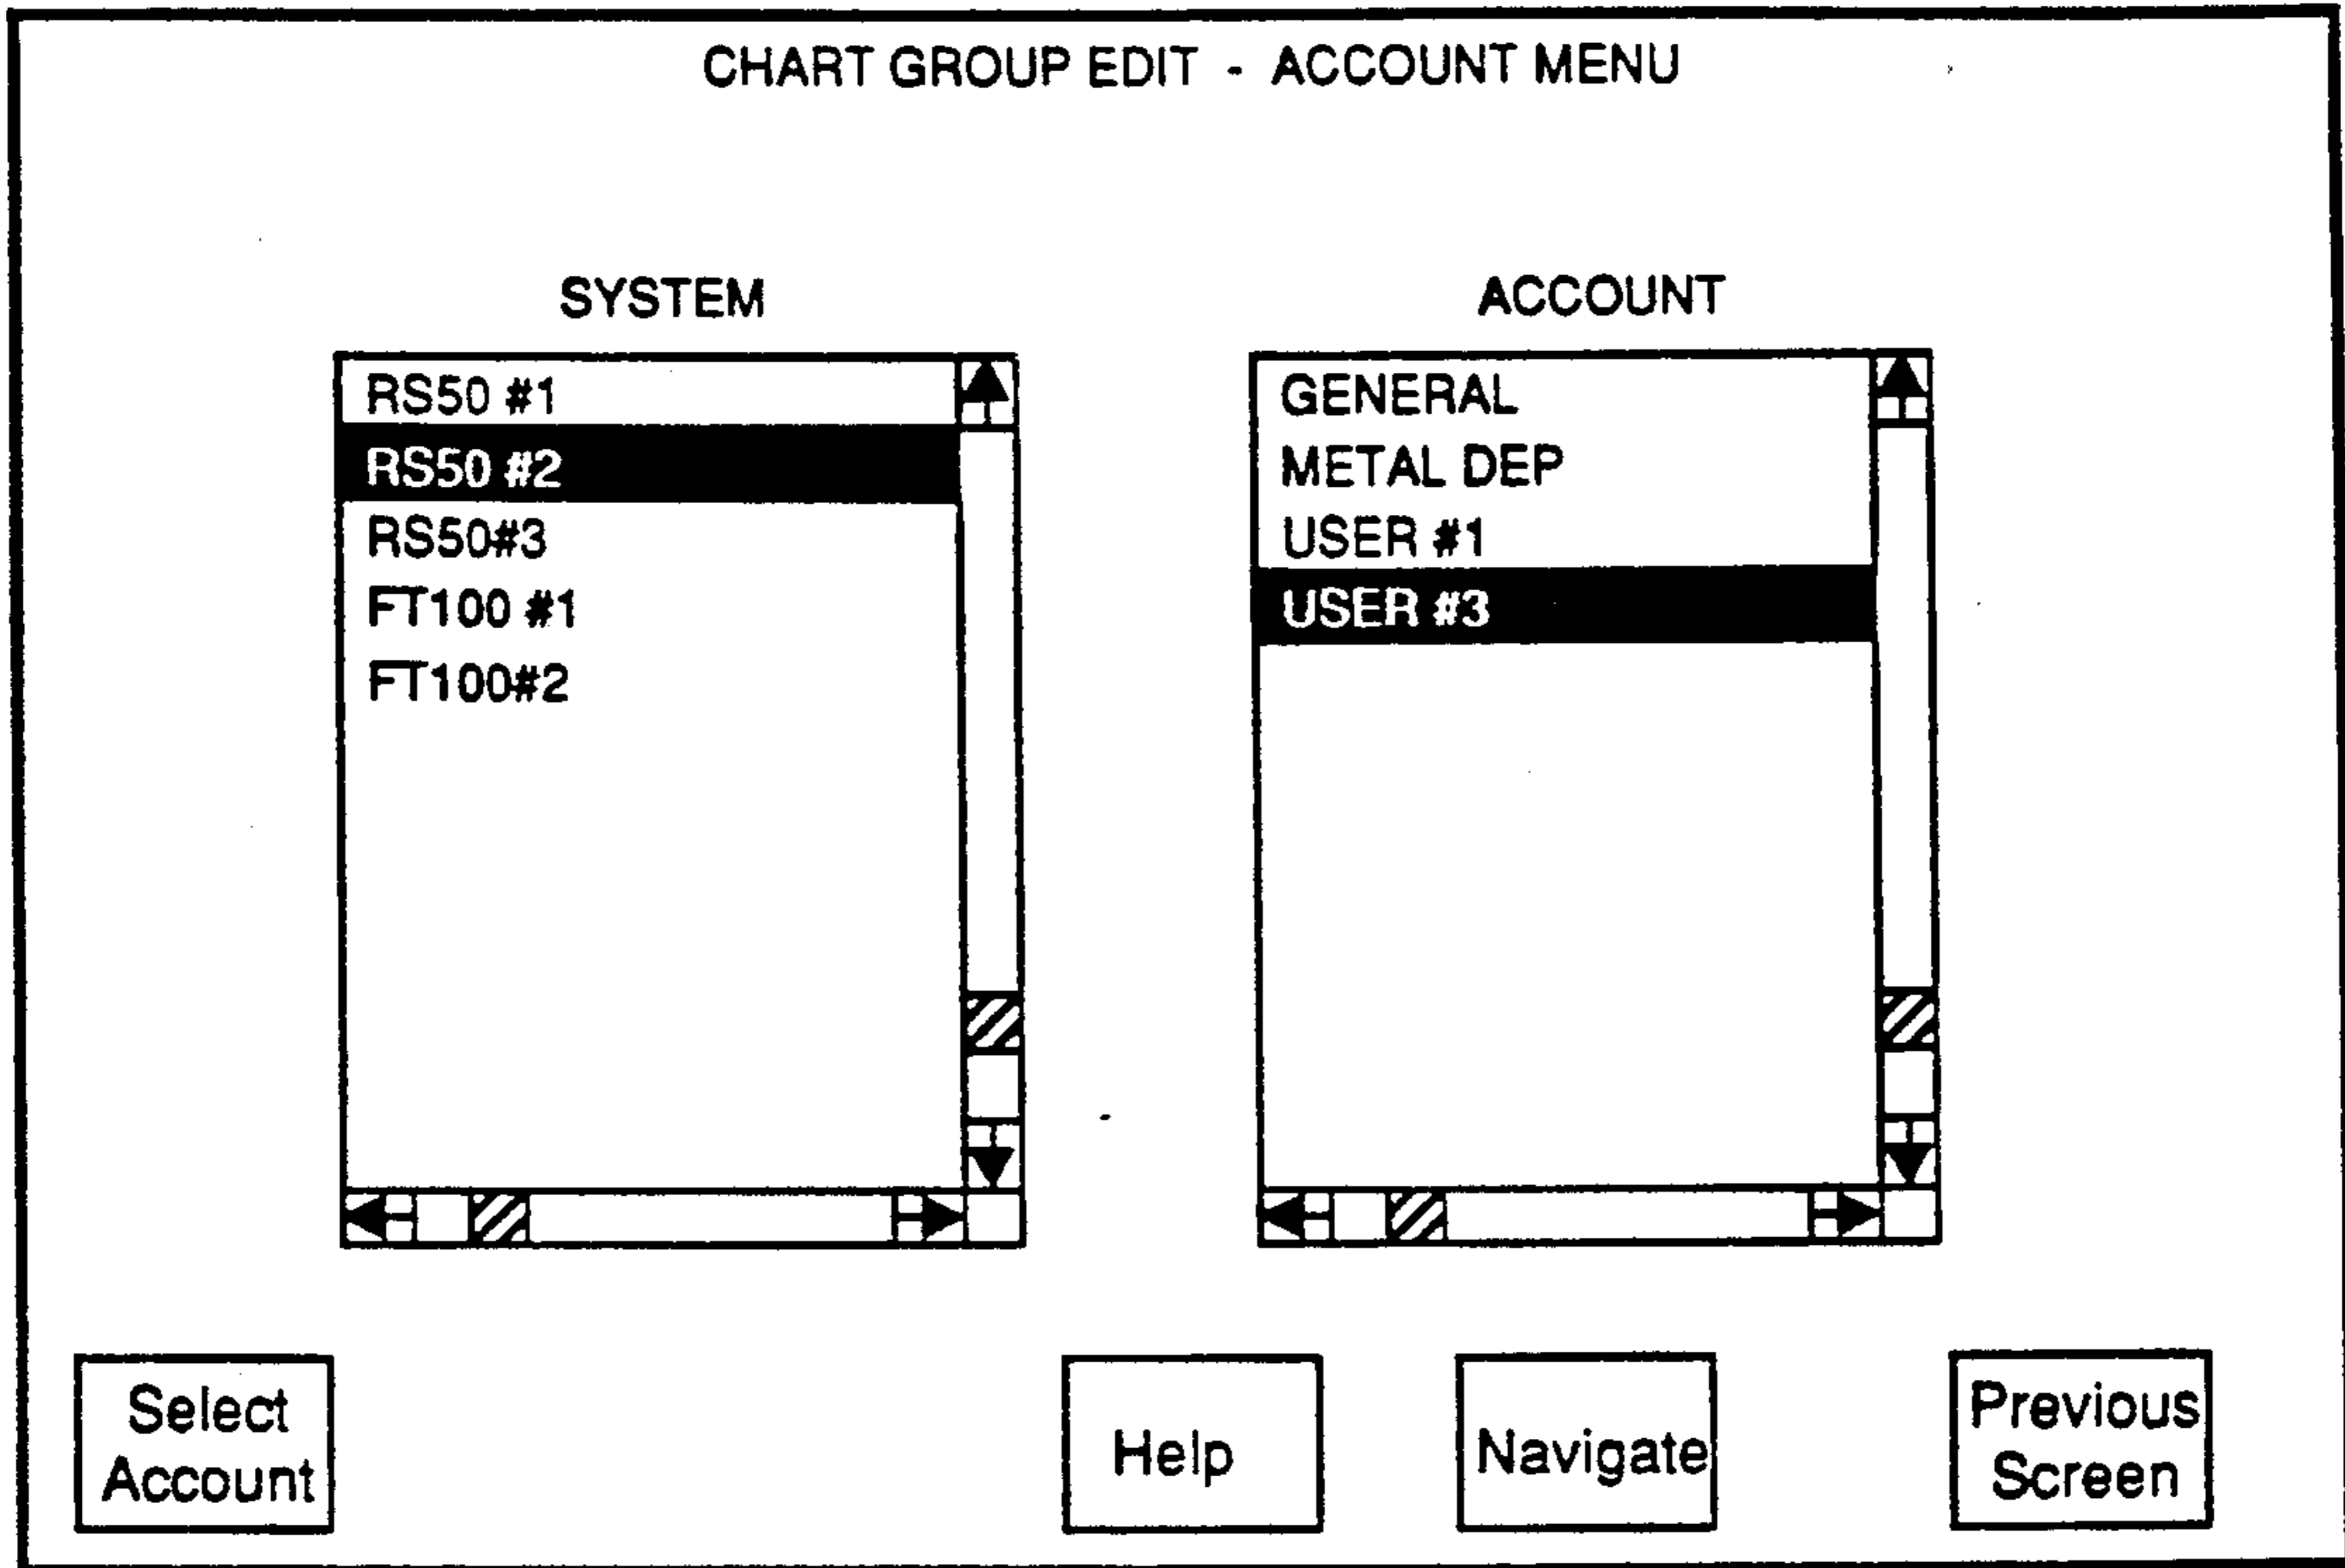 CHART GROUP EDIT - ACCOUNT MENU
SYSTEM
RS50 #1
RS50 #2
RS50#3
FT100 #1
FT100#2
ACCOUNT
GENERAL
METAL DEP
USER #1
USER #3
Select
Account
Help
Navigate
Previous
Screen